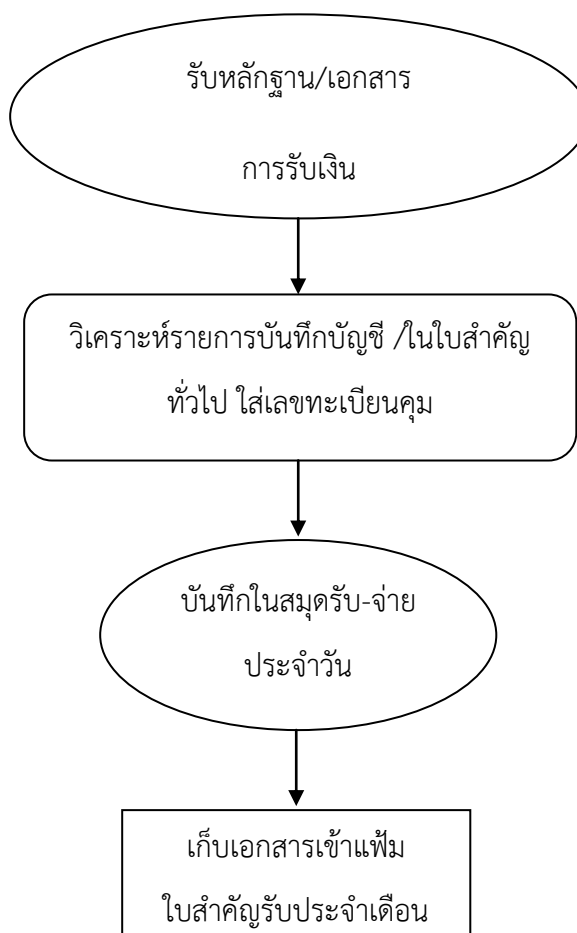 รับหลักฐาน/เอกสาร
การรับเงิน
วิเคราะห์รายการบันทึกบัญชี /ในใบสำคัญ
ทั่วไป ใส่เลขทะเบียนคุม
บันทึกในสมุดรับ-จ่าย
ประจำวัน
เก็บเอกสารเข้าแฟ้ม
ใบสำคัญรับประจำเดือน